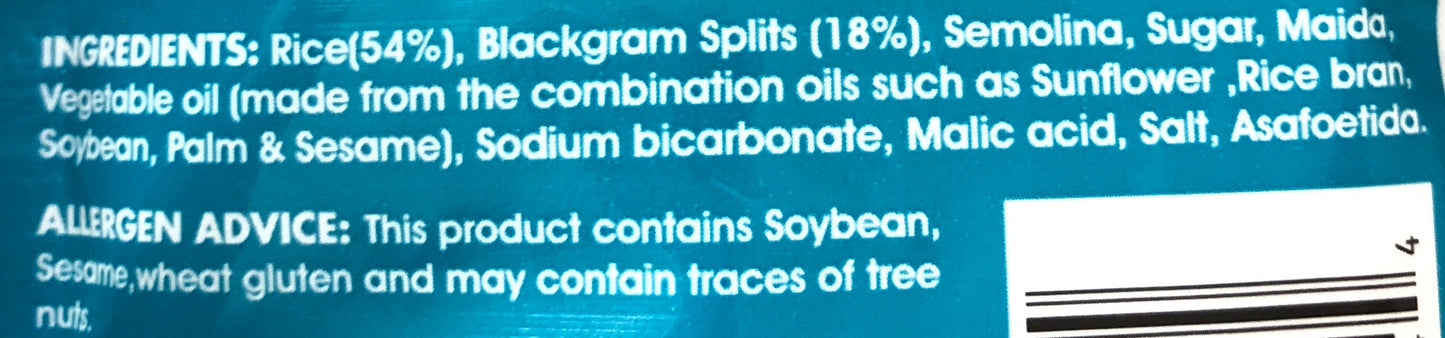 INGREDIENTS: Rice(54%), Blackgram Splits (18%), Semolina, Sugar, Maida,
Vegetable oil (made from the combination oils such as Sunflower ,Rice bran,
Soybean, Palm & Sesame), Sodium bicarbonate, Malic acid, Salt, Asafoetida.
ALLERGEN ADVICE: This product contains Soybean,
Sesame,wheat gluten and may contain traces of tree
nuts.
4